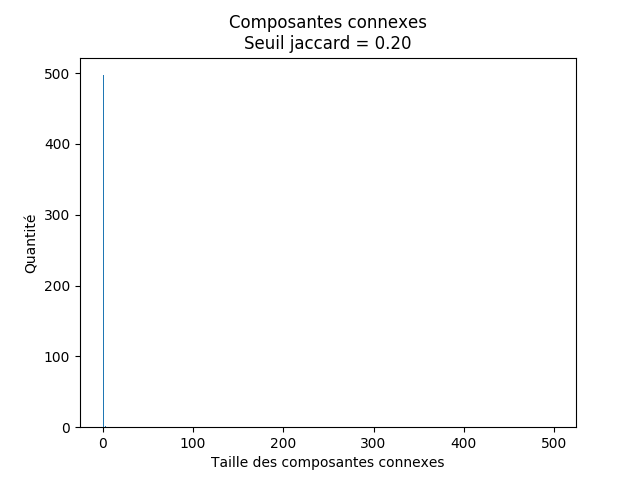 Composantes connexes
Seuil jaccard = 0.20
500
400
300
200
100
0
Quantité
0 100 200 300 400 500
Taille des composantes connexes